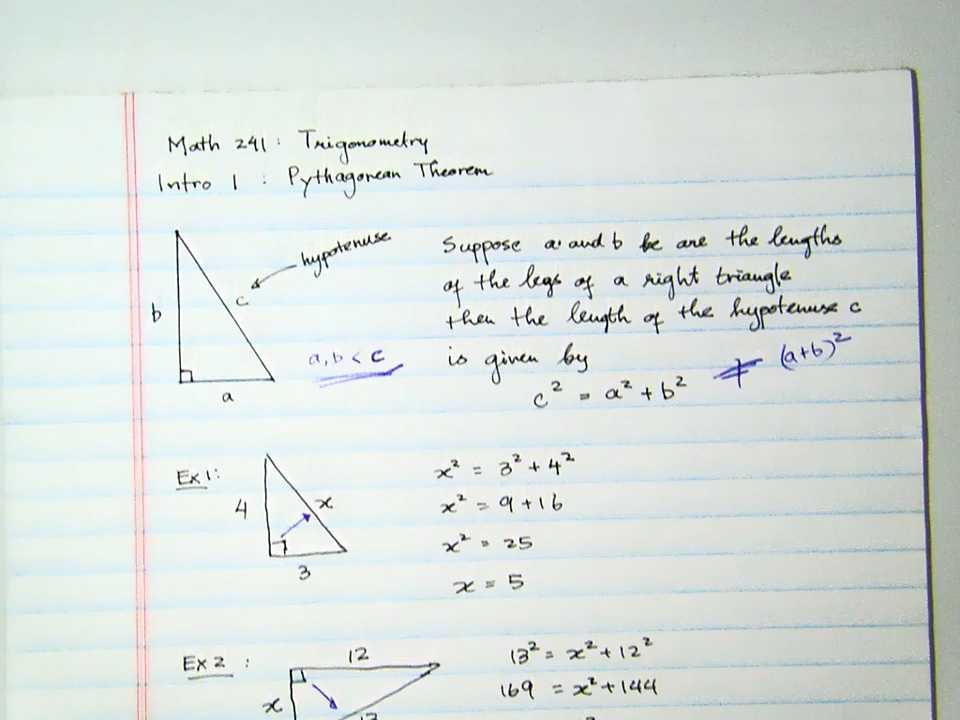 Math 241: Trigonometry
Intro 1 : Pythagorean Theorem
hypotenuse
b
c
a
a, b < c
Suppose a and b be are the lengths
of the legs of a right triangle
then the length of the hypotenuse c
is given by
c² = a² + b² ≠ (a+b)²
Ex 1:
4
x
3
x² = 3² + 4²
x² = 9 + 16
x² = 25
x = 5
Ex 2 :
12
x
13² = x² + 12²
169 = x² + 144